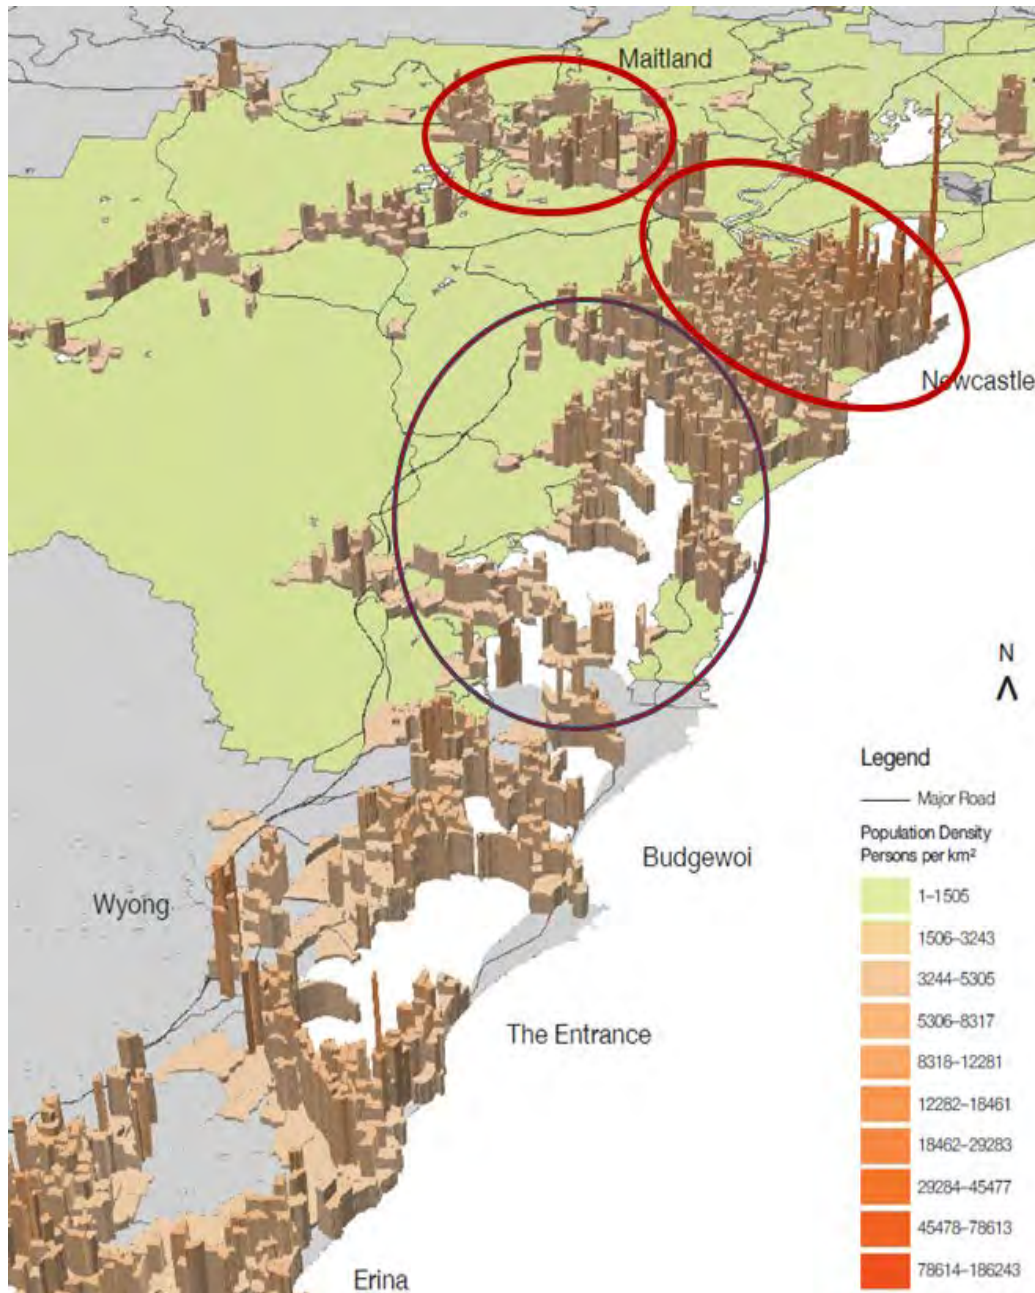 Maitland
Newcastle
N
Legend
Major Road
Population Density
Persons per km²
1–1505
1506–3243
3244–5305
5306–8317
8318–12281
12282–18461
18462–29283
29284–45477
45478–78613
78614–186243
Budgewoi
Wyong
The Entrance
Erina